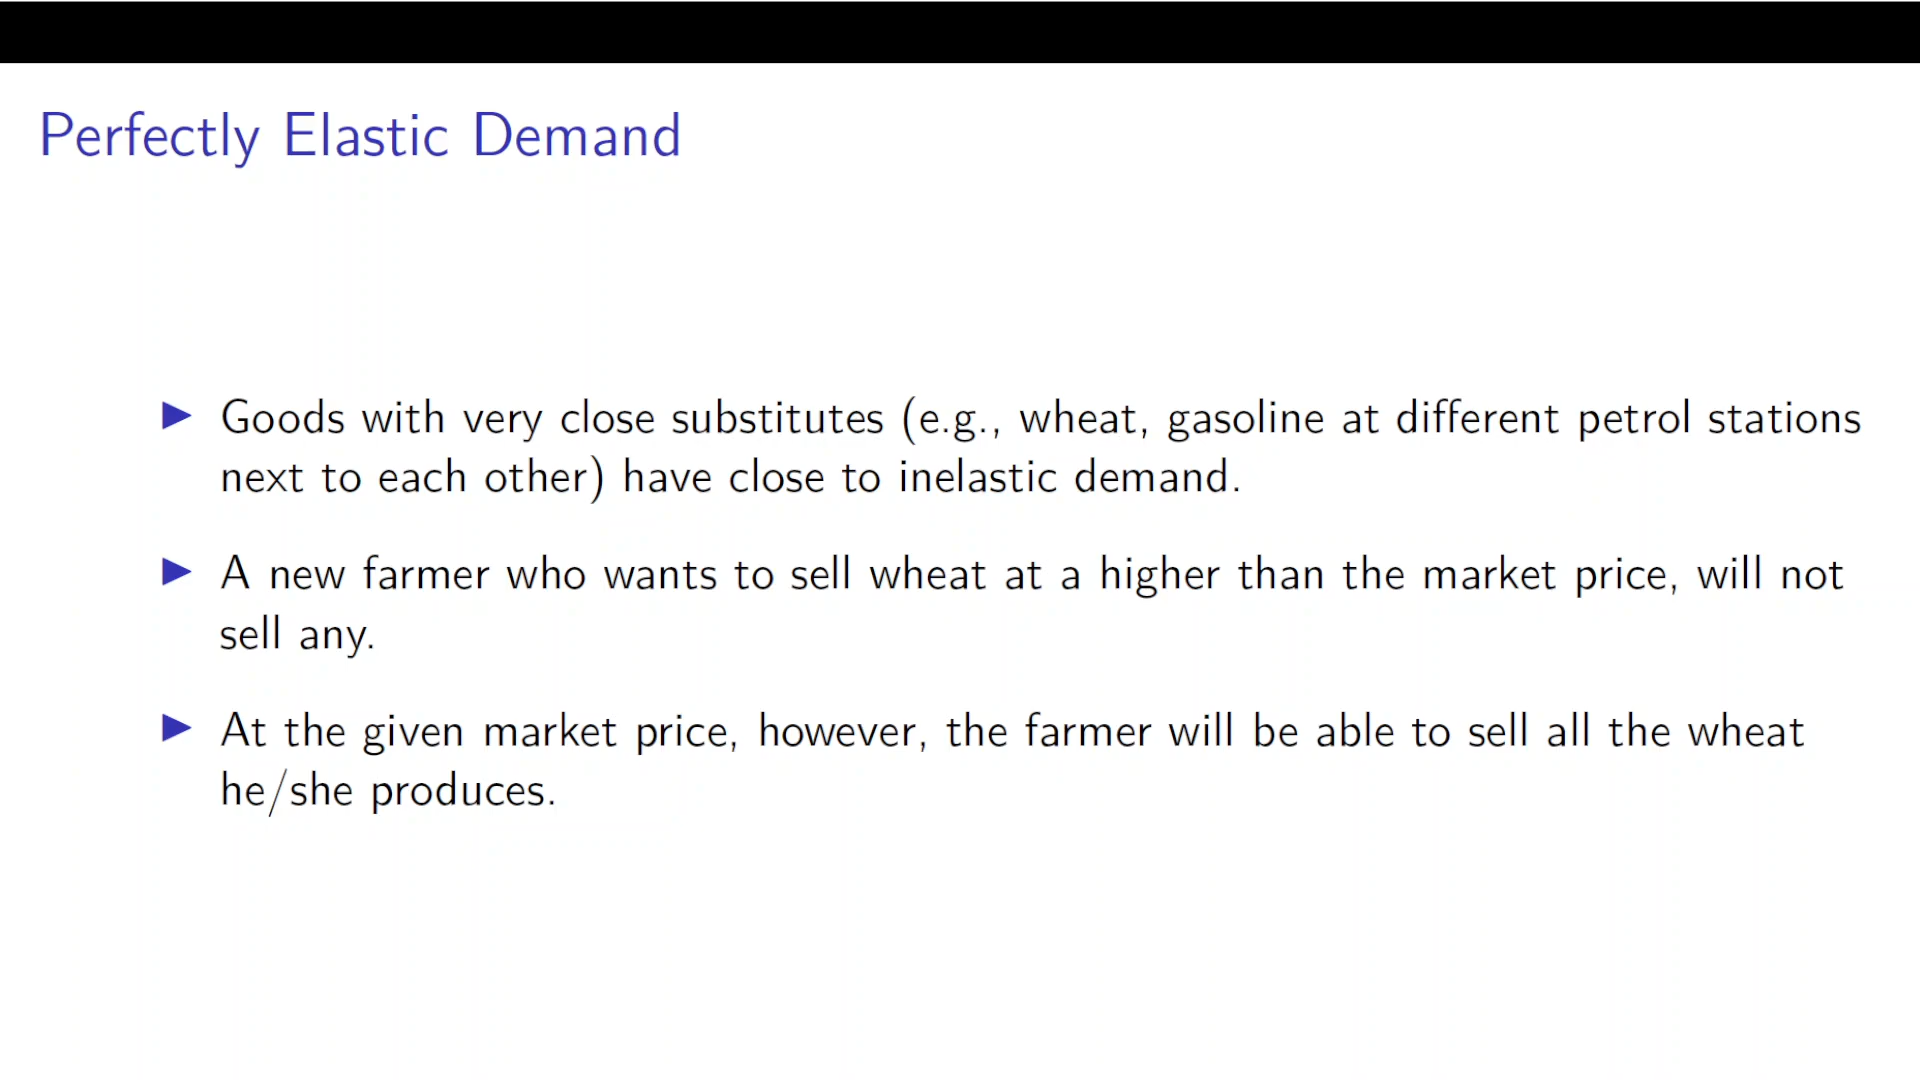 Perfectly Elastic Demand
▶ Goods with very close substitutes (e.g., wheat, gasoline at different petrol stations
next to each other) have close to inelastic demand.
▶ A new farmer who wants to sell wheat at a higher than the market price, will not
sell any.
▶ At the given market price, however, the farmer will be able to sell all the wheat
he/she produces.